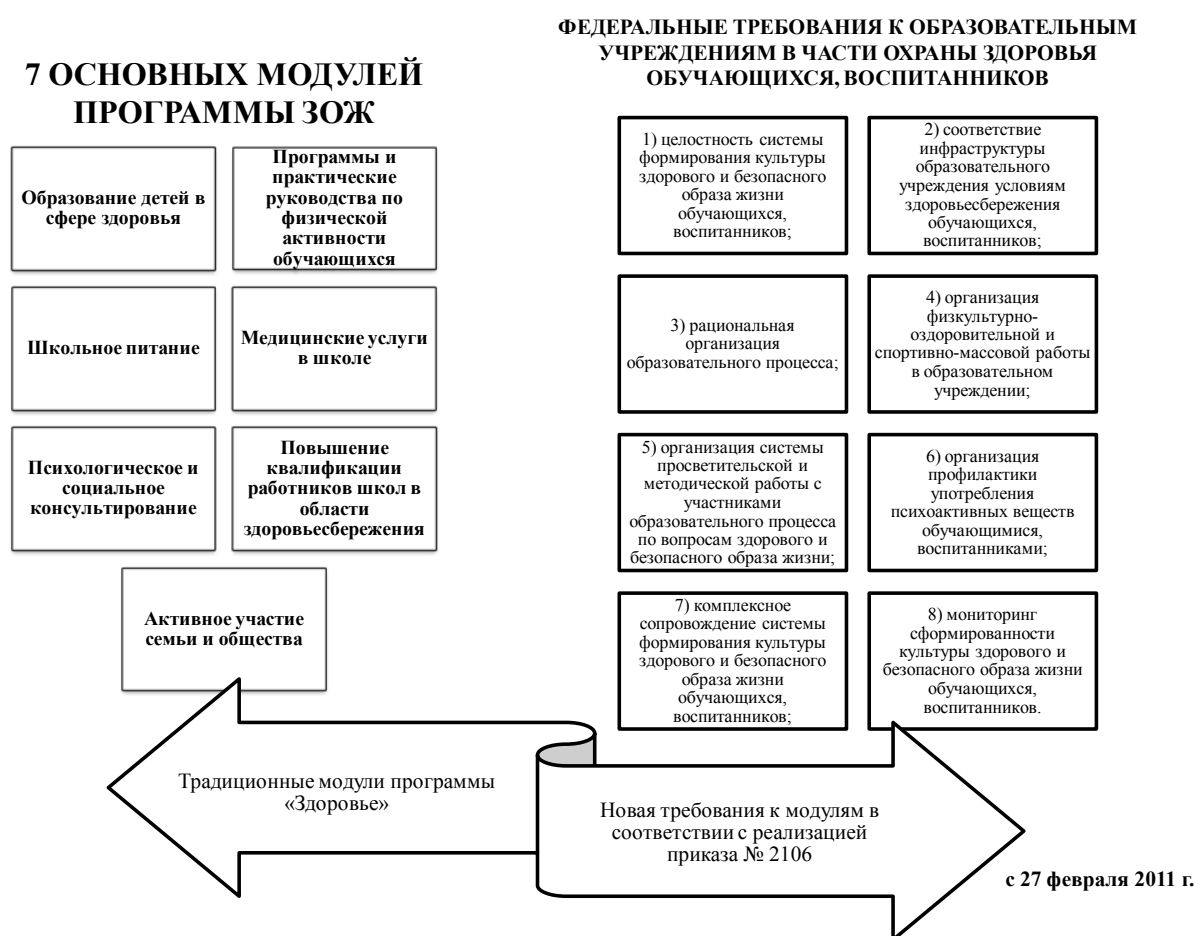 7 ОСНОВНЫХ МОДУЛЕЙ
ПРОГРАММЫ ЗОЖ
Образование детей в
сфере здоровья
Программы и
практические
руководства по
физической
активности
обучающихся
Школьное питание
Медицинские услуги
в школе
Психологическое и
социальное
консультирование
Повышение
квалификации
работников школ в
области
здоровьесбережения
Активное участие
семьи и общества
Традиционные модули программы
«Здоровье»
ФЕДЕРАЛЬНЫЕ ТРЕБОВАНИЯ К ОБРАЗОВАТЕЛЬНЫМ
УЧРЕЖДЕНИЯМ В ЧАСТИ ОХРАНЫ ЗДОРОВЬЯ
ОБУЧАЮЩИХСЯ, ВОСПИТАННИКОВ
1) целостность системы
формирования культуры
здорового и безопасного
образа жизни
обучающихся,
воспитанников;
2) соответствие
инфраструктуры
образовательного
учреждения условиям
здоровьесбережения
обучающихся,
воспитанников;
3) рациональная
организация
образовательного процесса;
4) организация
физкультурно-
оздоровительной и
спортивно-массовой работы
в образовательном
учреждении;
5) организация системы
просветительской и
методической работы с
участниками
образовательного процесса
по вопросам здорового и
безопасного образа жизни;
6) организация
профилактики
употребления
психоактивных веществ
обучающимися,
воспитанниками;
7) комплексное
сопровождение системы
формирования культуры
здорового и безопасного
образа жизни
обучающихся,
воспитанников;
8) мониторинг
сформированности
культуры здорового и
безопасного образа жизни
обучающихся,
воспитанников.
Новая требования к модулям в
соответствии с реализацией
приказа № 2106
с 27 февраля 2011 г.